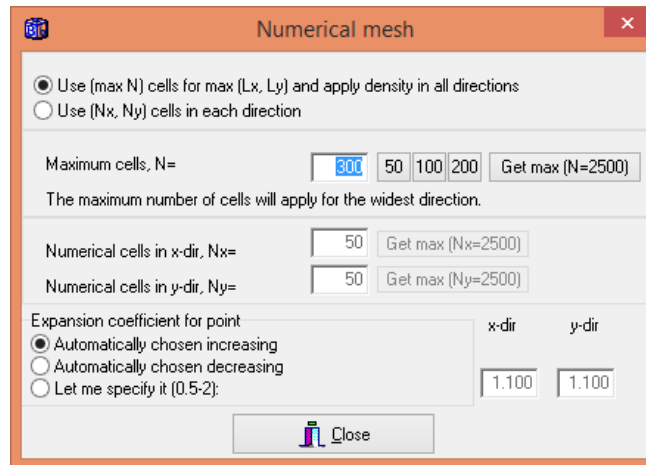 Numerical mesh
Use (max N) cells for max (Lx, Ly) and apply density in all directions
Use (Nx, Ny) cells in each direction
Maximum cells, N= 300 50 100 200 Get max (N=2500)
The maximum number of cells will apply for the widest direction.
Numerical cells in x-dir, Nx= 50 Get max (Nx=2500)
Numerical cells in y-dir, Ny= 50 Get max (Ny=2500)
Expansion coefficient for point x-dir y-dir
Automatically chosen increasing
Automatically chosen decreasing
Let me specify it (0.5-2): 1.100 1.100
Close